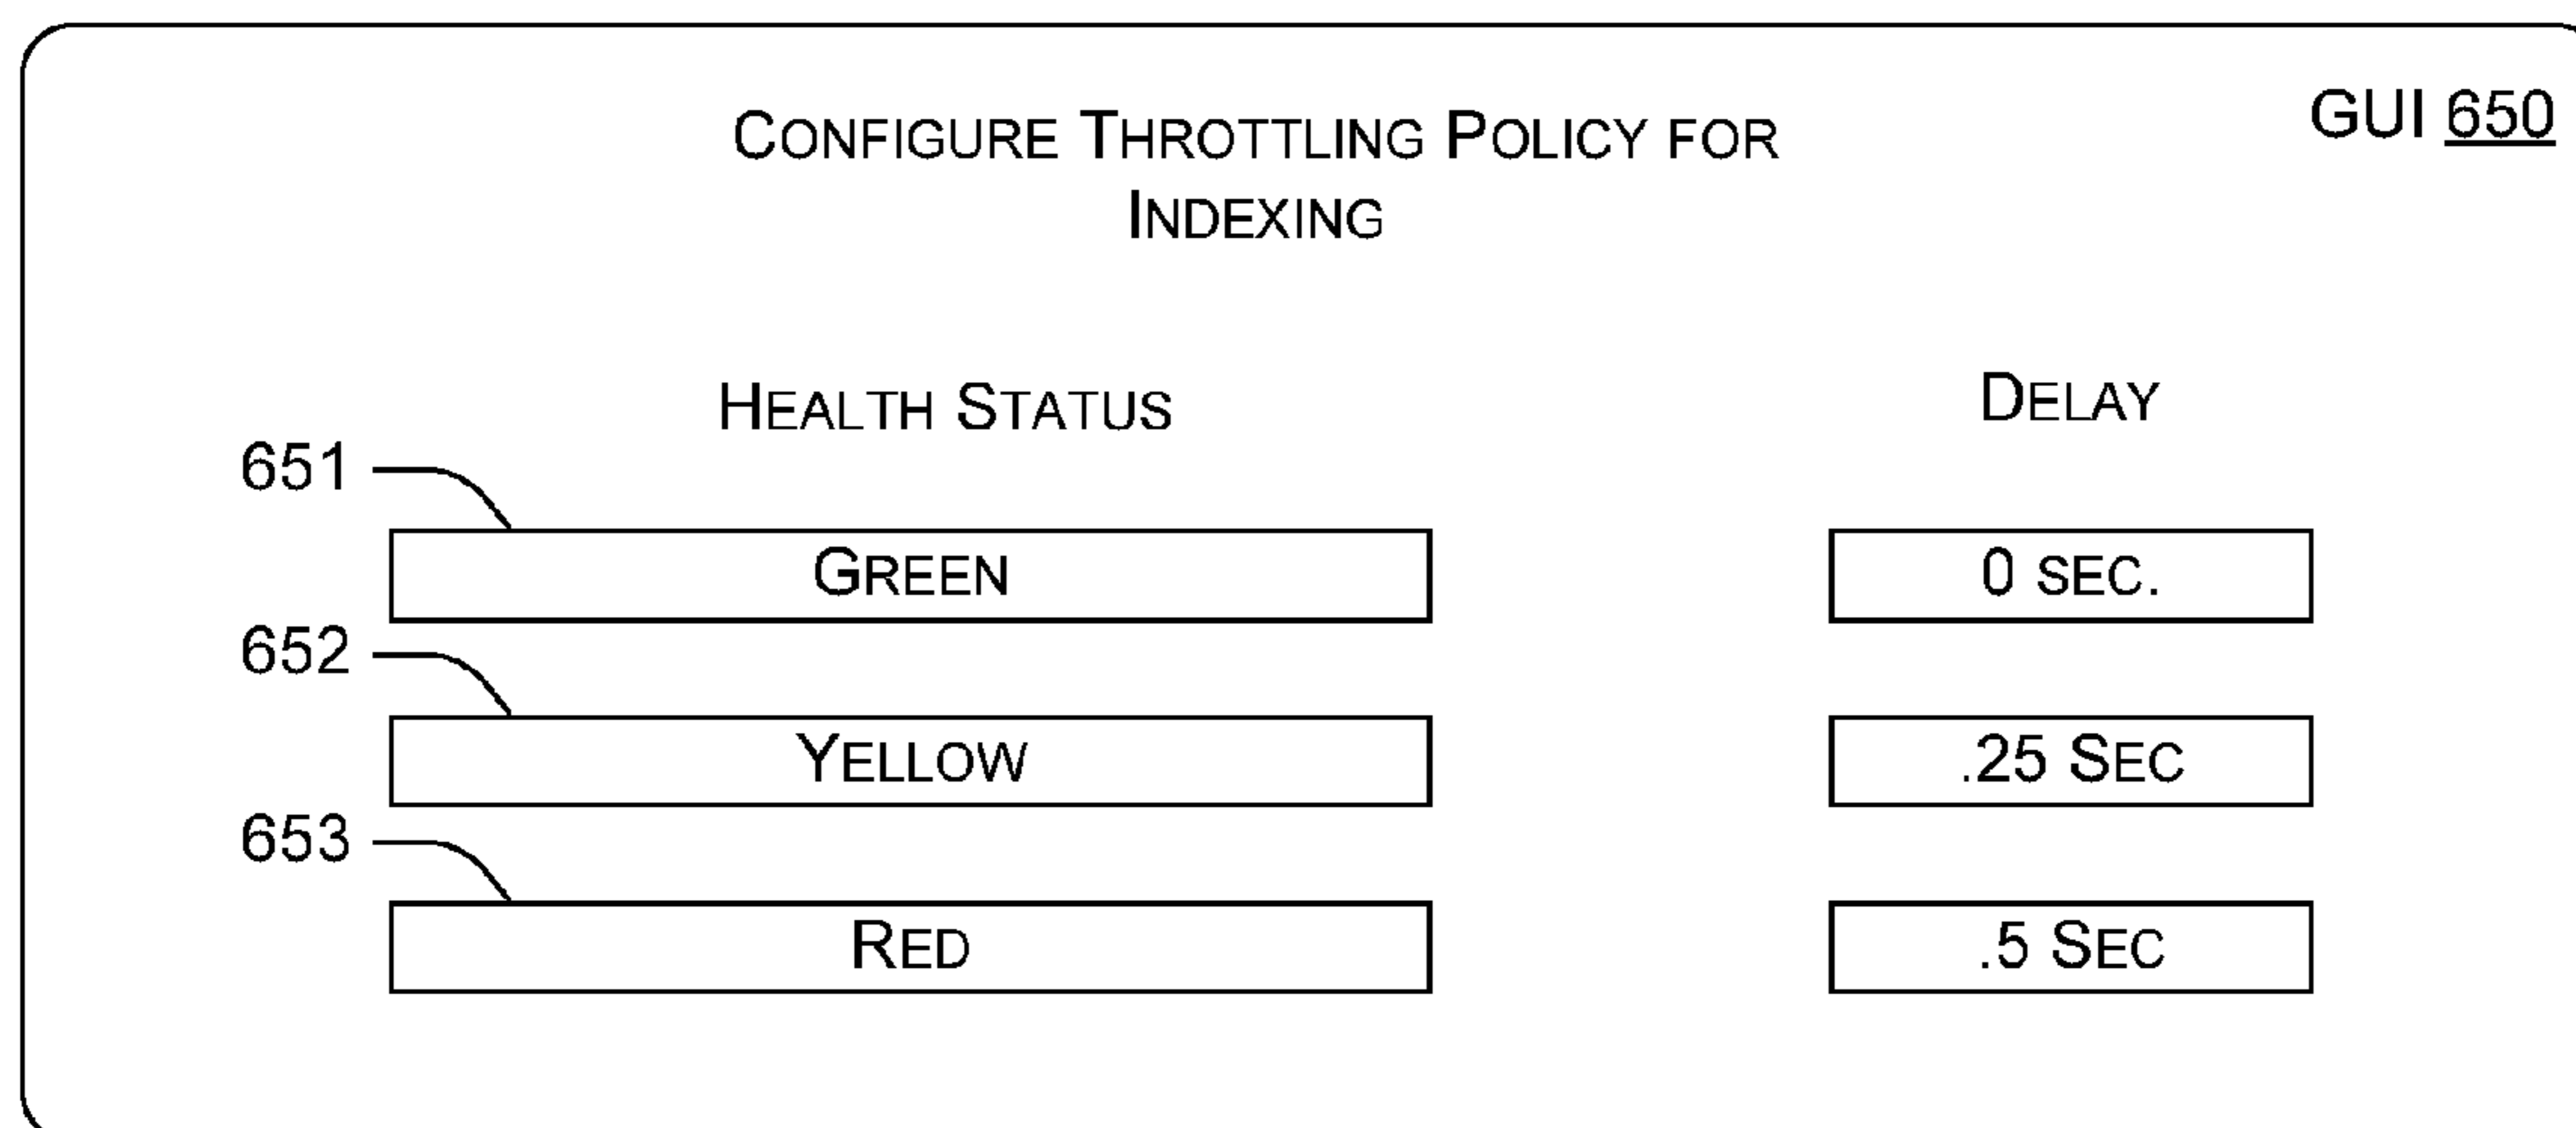 GUI 650
CONFIGURE THROTTLING POLICY FOR
INDEXING
HEALTH STATUS
DELAY
651
GREEN
0 SEC.
652
YELLOW
.25 SEC
653
RED
.5 SEC